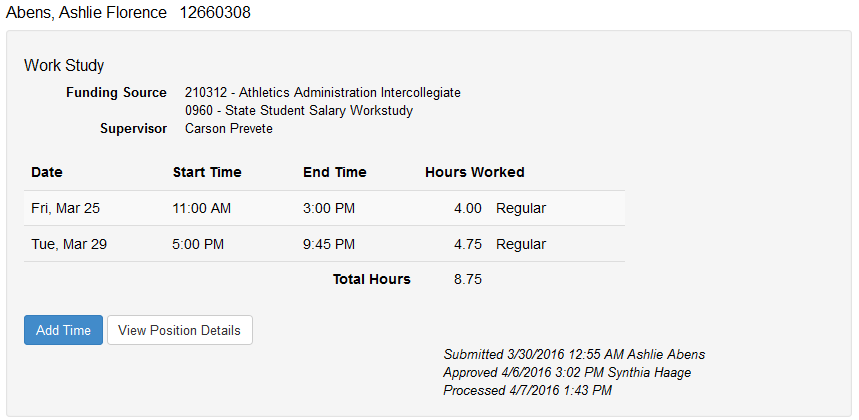 Abens, Ashlie Florence 12660308
Work Study
Funding Source 210312 - Athletics Administration Intercollegiate
0960 - State Student Salary Workstudy
Supervisor Carson Prevete
Date Start Time End Time Hours Worked
Fri, Mar 25 11:00 AM 3:00 PM 4.00 Regular
Tue, Mar 29 5:00 PM 9:45 PM 4.75 Regular
Total Hours 8.75
Add Time View Position Details
Submitted 3/30/2016 12:55 AM Ashlie Abens
Approved 4/6/2016 3:02 PM Synthia Haage
Processed 4/7/2016 1:43 PM